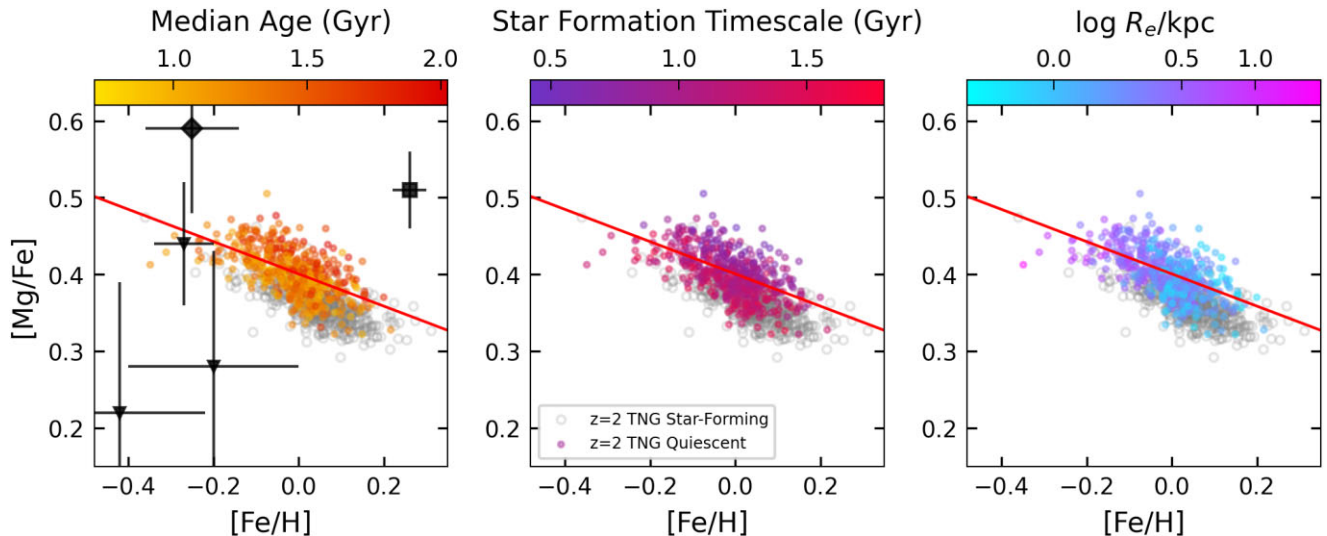 Median Age (Gyr)
Star Formation Timescale (Gyr)
log R_e/kpc
1.0 1.5 2.0
0.5 1.0 1.5
0.0 0.5 1.0
[Mg/Fe]
0.6
0.5
0.4
0.3
0.2
0.6
0.5
0.4
0.3
0.2
0.6
0.5
0.4
0.3
0.2
z=2 TNG Star-Forming
z=2 TNG Quiescent
−0.4 −0.2 0.0 0.2
−0.4 −0.2 0.0 0.2
−0.4 −0.2 0.0 0.2
[Fe/H]
[Fe/H]
[Fe/H]